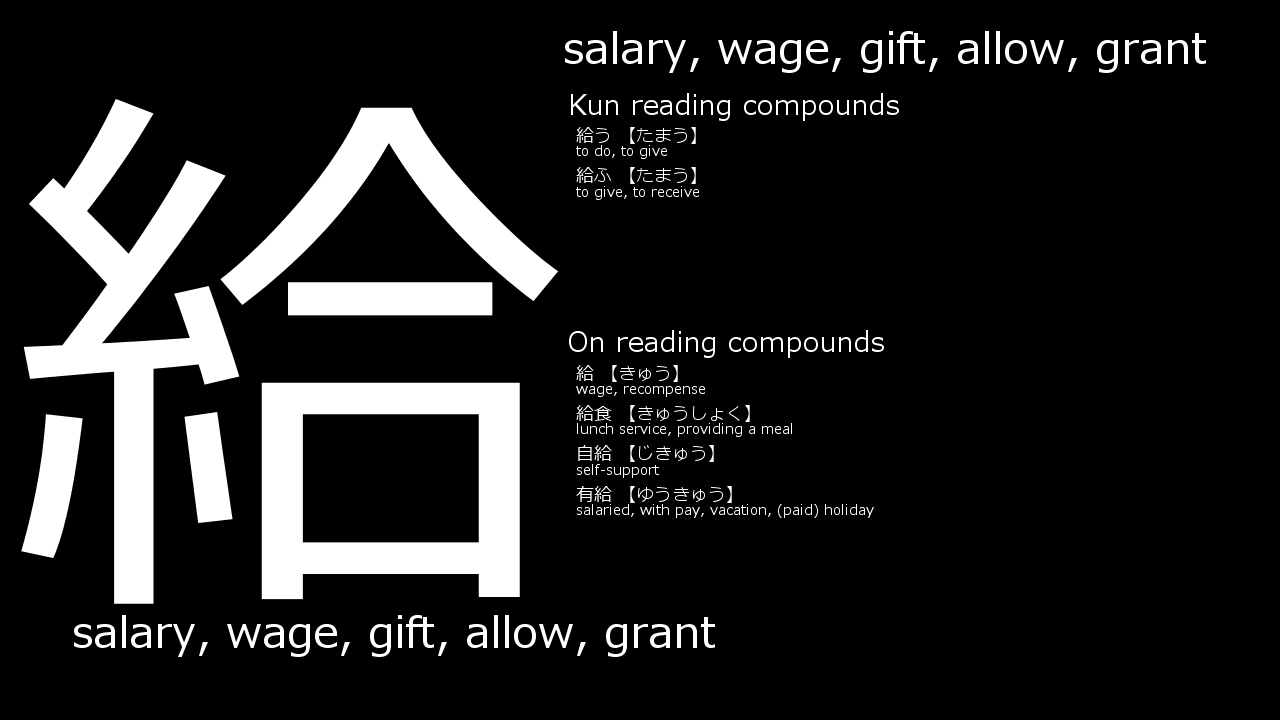 給
salary, wage, gift, allow, grant
salary, wage, gift, allow, grant
Kun reading compounds
給う 【たまう】
to do, to give
給ふ 【たまう】
to give, to receive
On reading compounds
給 【きゅう】
wage, recompense
給食 【きゅうしょく】
lunch service, providing a meal
自給 【じきゅう】
self-support
有給 【ゆうきゅう】
salaried, with pay, vacation, (paid) holiday